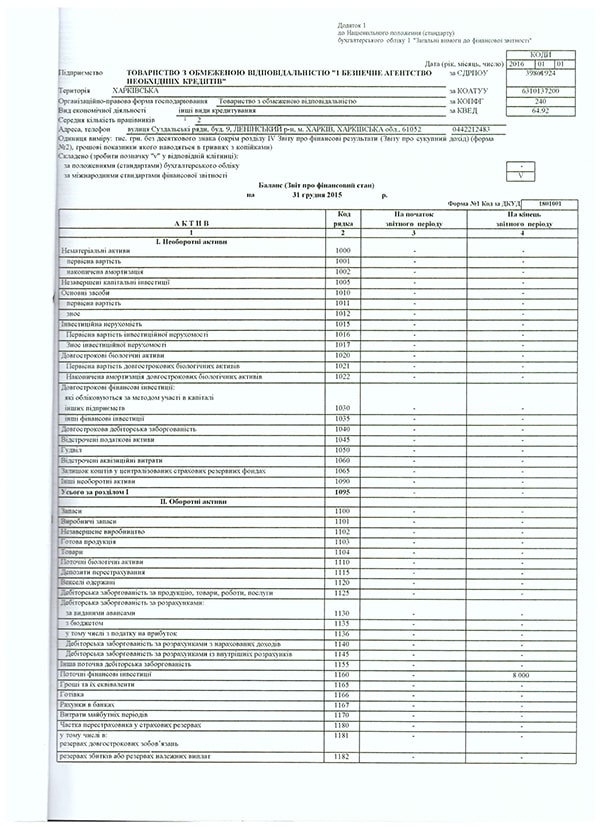 Додаток 1
до Національного положення (стандарту)
бухгалтерського обліку 1 "Загальні вимоги до фінансової звітності"
КОДИ
Дата (рік, місяць, число) 2016 01 01
Підприємство ТОВАРИСТВО З ОБМЕЖЕНОЮ ВІДПОВІДАЛЬНІСТЮ "1 БЕЗПЕЧНЕ АГЕНТСТВО за ЄДРПОУ 39861924
НЕОБХІДНИХ КРЕДИТІВ"
Територія ХАРКІВСЬКА за КОАТУУ 6310137200
Організаційно-правова форма господарювання Товариство з обмеженою відповідальністю за КОПФГ 240
Вид економічної діяльності інші види кредитування за КВЕД 64.92
Середня кількість працівників 2
Адреса, телефон вулиця Суздальські ряди, буд. 9, ЛЕНІНСЬКИЙ р-н, м. ХАРКІВ, ХАРКІВСЬКА обл., 61052 0442212483
Одиниця виміру: тис. грн. без десяткового знака (окрім розділу IV Звіту про фінансові результати (Звіту про сукупний дохід) (форма
№2), грошові показники якого наводяться в гривнях з копійками)
Складено (зробити позначку "v" у відповідній клітинці):
за положеннями (стандартами) бухгалтерського обліку -
за міжнародними стандартами фінансової звітності V
Баланс (Звіт про фінансовий стан)
на 31 грудня 2015 р.
Форма №1 Код за ДКУД 1801001
А К Т И В Код рядка На початок звітного періоду На кінець звітного періоду
1 2 3 4
I. Необоротні активи
Нематеріальні активи 1000 - -
первісна вартість 1001 - -
накопичена амортизація 1002 - -
Незавершені капітальні інвестиції 1005 - -
Основні засоби 1010 - -
первісна вартість 1011 - -
знос 1012 - -
Інвестиційна нерухомість 1015 - -
Первісна вартість інвестиційної нерухомості 1016 - -
Знос інвестиційної нерухомості 1017 - -
Довгострокові біологічні активи 1020 - -
Первісна вартість довгострокових біологічних активів 1021 - -
Накопичена амортизація довгострокових біологічних активів 1022 - -
Довгострокові фінансові інвестиції:
які обліковуються за методом участі в капіталі
інших підприємств 1030 - -
інші фінансові інвестиції 1035 - -
Довгострокова дебіторська заборгованість 1040 - -
Відстрочені податкові активи 1045 - -
Гудвіл 1050 - -
Відстрочені аквізиційні витрати 1060 - -
Залишок коштів у централізованих страхових резервних фондах 1065 - -
Інші необоротні активи 1090 - -
Усього за розділом I 1095 - -
II. Оборотні активи
Запаси 1100 - -
Виробничі запаси 1101 - -
Незавершене виробництво 1102 - -
Готова продукція 1103 - -
Товари 1104 - -
Поточні біологічні активи 1110 - -
Депозити перестрахування 1115 - -
Векселі одержані 1120 - -
Дебіторська заборгованість за продукцію, товари, роботи, послуги 1125 - -
Дебіторська заборгованість за розрахунками:
за виданими авансами 1130 - -
з бюджетом 1135 - -
у тому числі з податку на прибуток 1136 - -
Дебіторська заборгованість за розрахунками з нарахованих доходів 1140 - -
Дебіторська заборгованість за розрахунками із внутрішніх розрахунків 1145 - -
Інша поточна дебіторська заборгованість 1155 - -
Поточні фінансові інвестиції 1160 - 8 000
Гроші та їх еквіваленти 1165 - -
Готівка 1166 - -
Рахунки в банках 1167 - -
Витрати майбутніх періодів 1170 - -
Частка перестраховика у страхових резервах 1180 - -
у тому числі в: 1181 - -
резервах довгострокових зобов'язань
резервах збитків або резервах належних виплат 1182 - -